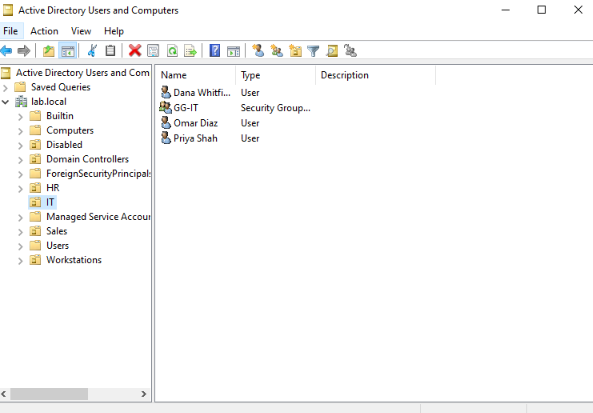 Active Directory Users and Computers
File Action View Help
Active Directory Users and Com
Saved Queries
lab.local
Builtin
Computers
Disabled
Domain Controllers
ForeignSecurityPrincipals
HR
IT
Managed Service Accour
Sales
Users
Workstations
Name Type Description
Dana Whitfi... User
GG-IT Security Group...
Omar Diaz User
Priya Shah User